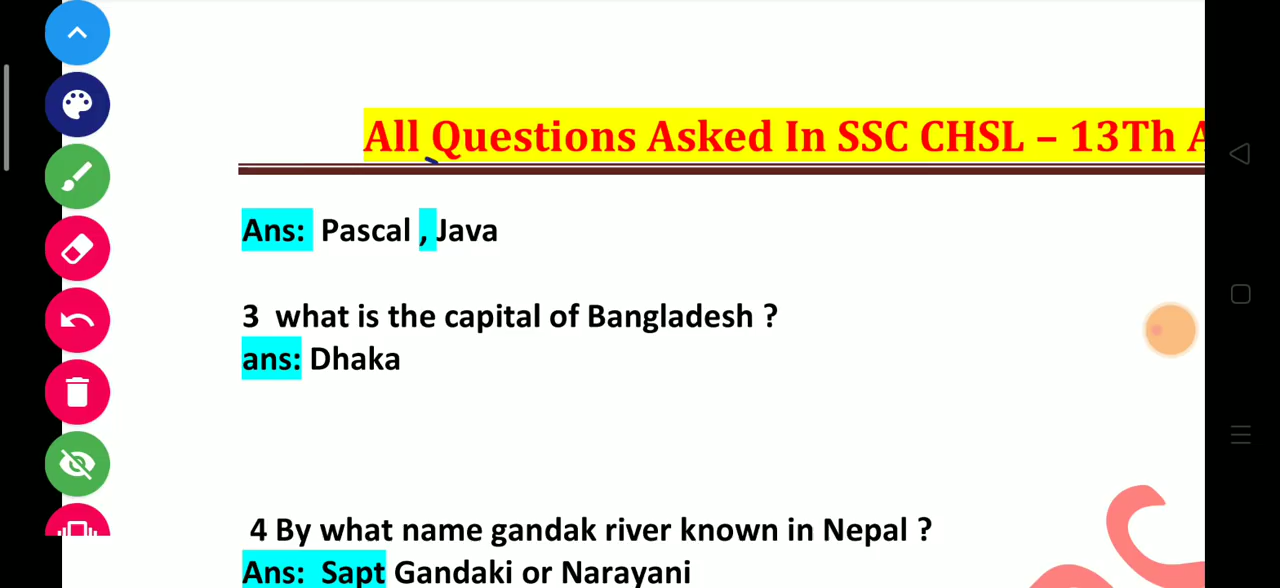 All Questions Asked In SSC CHSL – 13Th A
Ans: Pascal , Java
3 what is the capital of Bangladesh ?
ans: Dhaka
4 By what name gandak river known in Nepal ?
Ans: Sapt Gandaki or Narayani